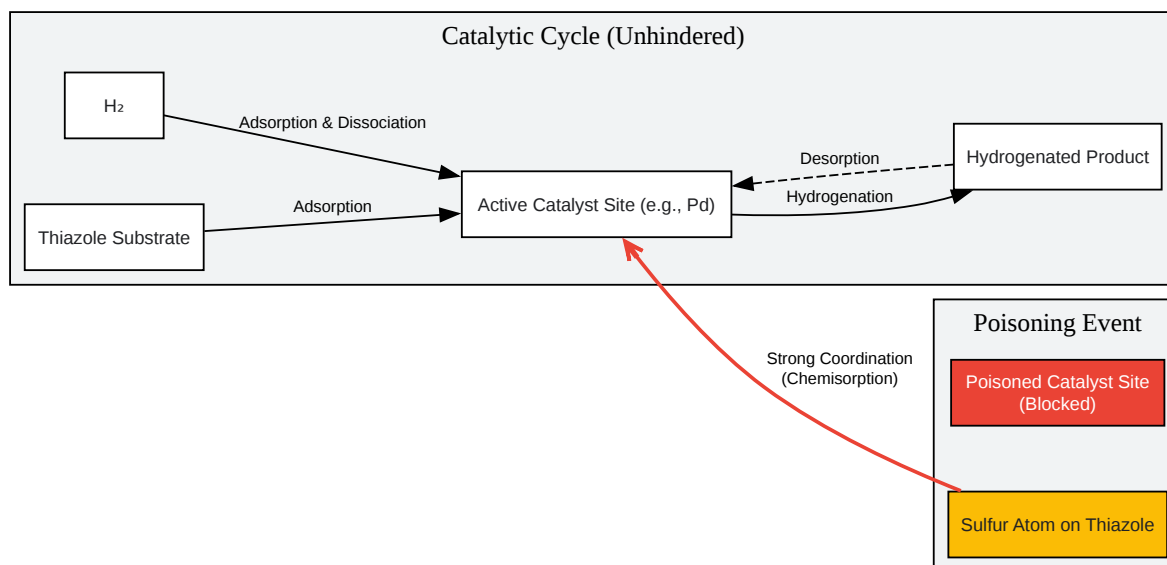 Catalytic Cycle (Unhindered)
H₂
Adsorption & Dissociation
Thiazole Substrate
Adsorption
Active Catalyst Site (e.g., Pd)
Desorption
Hydrogenation
Hydrogenated Product
Strong Coordination
(Chemisorption)
Poisoning Event
Poisoned Catalyst Site
(Blocked)
Sulfur Atom on Thiazole